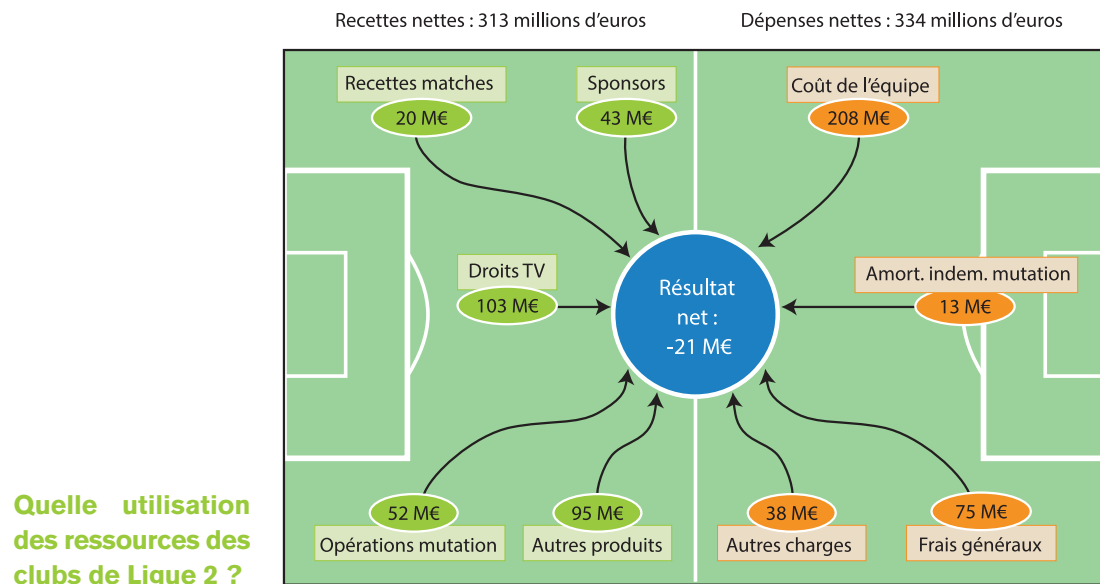 Recettes nettes : 313 millions d’euros
Dépenses nettes : 334 millions d’euros
Recettes matches
20 M€
Sponsors
43 M€
Coût de l’équipe
208 M€
Droits TV
103 M€
Résultat
net :
-21 M€
Amort. indem. mutation
13 M€
52 M€
Opérations mutation
95 M€
Autres produits
38 M€
Autres charges
75 M€
Frais généraux
Quelle utilisation
des ressources des
clubs de Ligue 2 ?